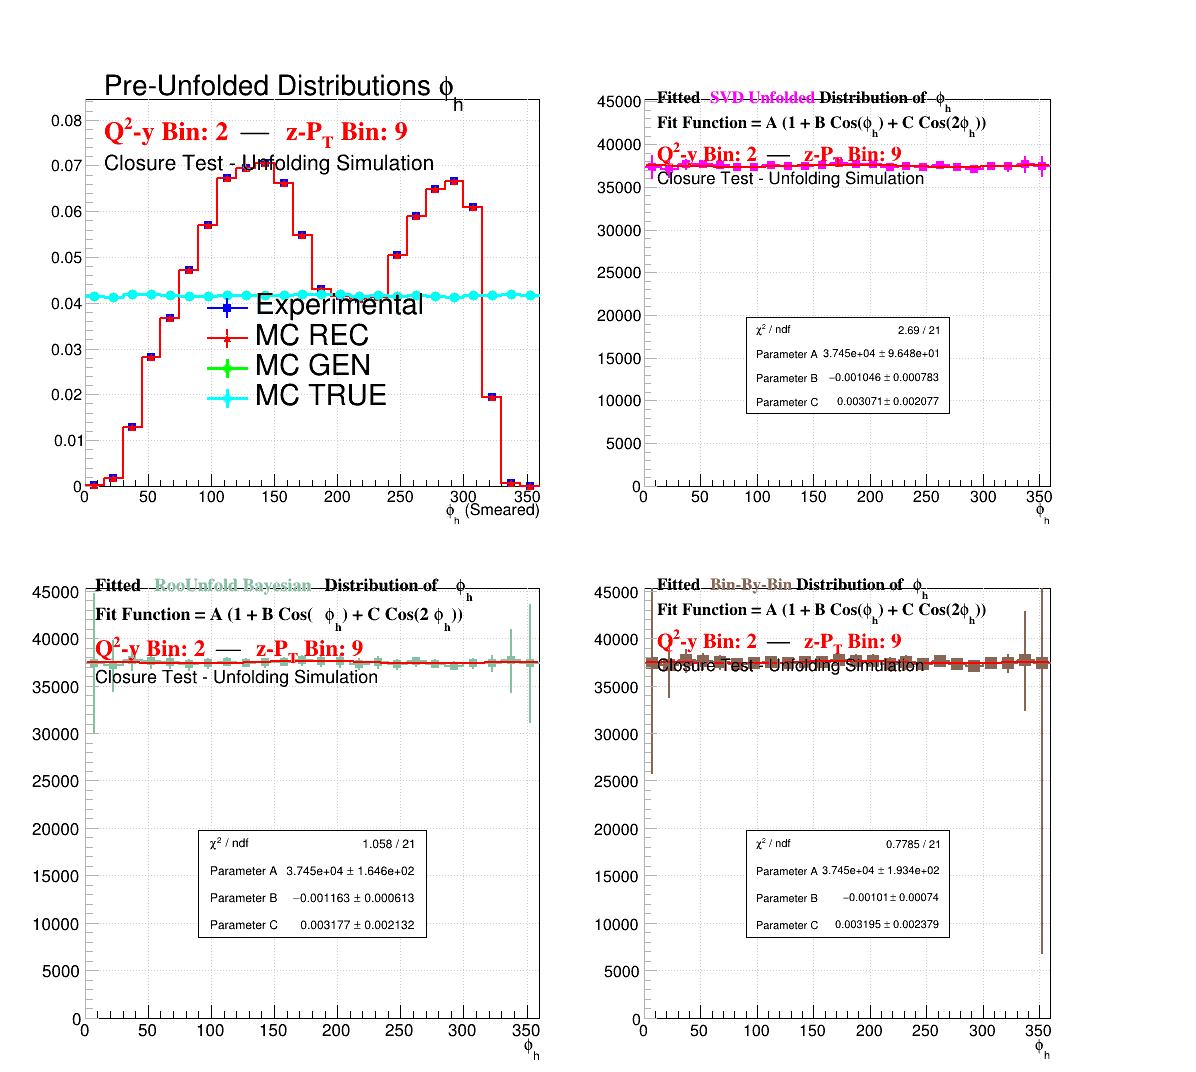 Pre-Unfolded Distributions ϕh
Q²-y Bin: 2 — z-PT Bin: 9
Closure Test - Unfolding Simulation
0.08
0.07
0.06
0.05
0.04
0.03
0.02
0.01
0
Experimental
MC REC
MC GEN
MC TRUE
0 50 100 150 200 250 300 350
ϕh (Smeared)
Fitted SVD Unfolded Distribution of ϕh
Fit Function = A (1 + B Cos(ϕh) + C Cos(2ϕh))
Q²-y Bin: 2 — z-PT Bin: 9
Closure Test - Unfolding Simulation
45000
40000
35000
30000
25000
20000
15000
10000
5000
0
χ² / ndf 2.69 / 21
Parameter A 3.745e+04 ± 9.648e+01
Parameter B −0.001046 ± 0.000783
Parameter C 0.003071 ± 0.002077
0 50 100 150 200 250 300 350
ϕh
Fitted RooUnfold Bayesian Distribution of ϕh
Fit Function = A (1 + B Cos( ϕh) + C Cos(2 ϕh))
Q²-y Bin: 2 — z-PT Bin: 9
Closure Test - Unfolding Simulation
45000
40000
35000
30000
25000
20000
15000
10000
5000
0
χ² / ndf 1.058 / 21
Parameter A 3.745e+04 ± 1.646e+02
Parameter B −0.001163 ± 0.000613
Parameter C 0.003177 ± 0.002132
0 50 100 150 200 250 300 350
ϕh
Fitted Bin-By-Bin Distribution of ϕh
Fit Function = A (1 + B Cos(ϕh) + C Cos(2ϕh))
Q²-y Bin: 2 — z-PT Bin: 9
Closure Test - Unfolding Simulation
45000
40000
35000
30000
25000
20000
15000
10000
5000
0
χ² / ndf 0.7785 / 21
Parameter A 3.745e+04 ± 1.934e+02
Parameter B −0.00101 ± 0.00074
Parameter C 0.003195 ± 0.002379
0 50 100 150 200 250 300 350
ϕh